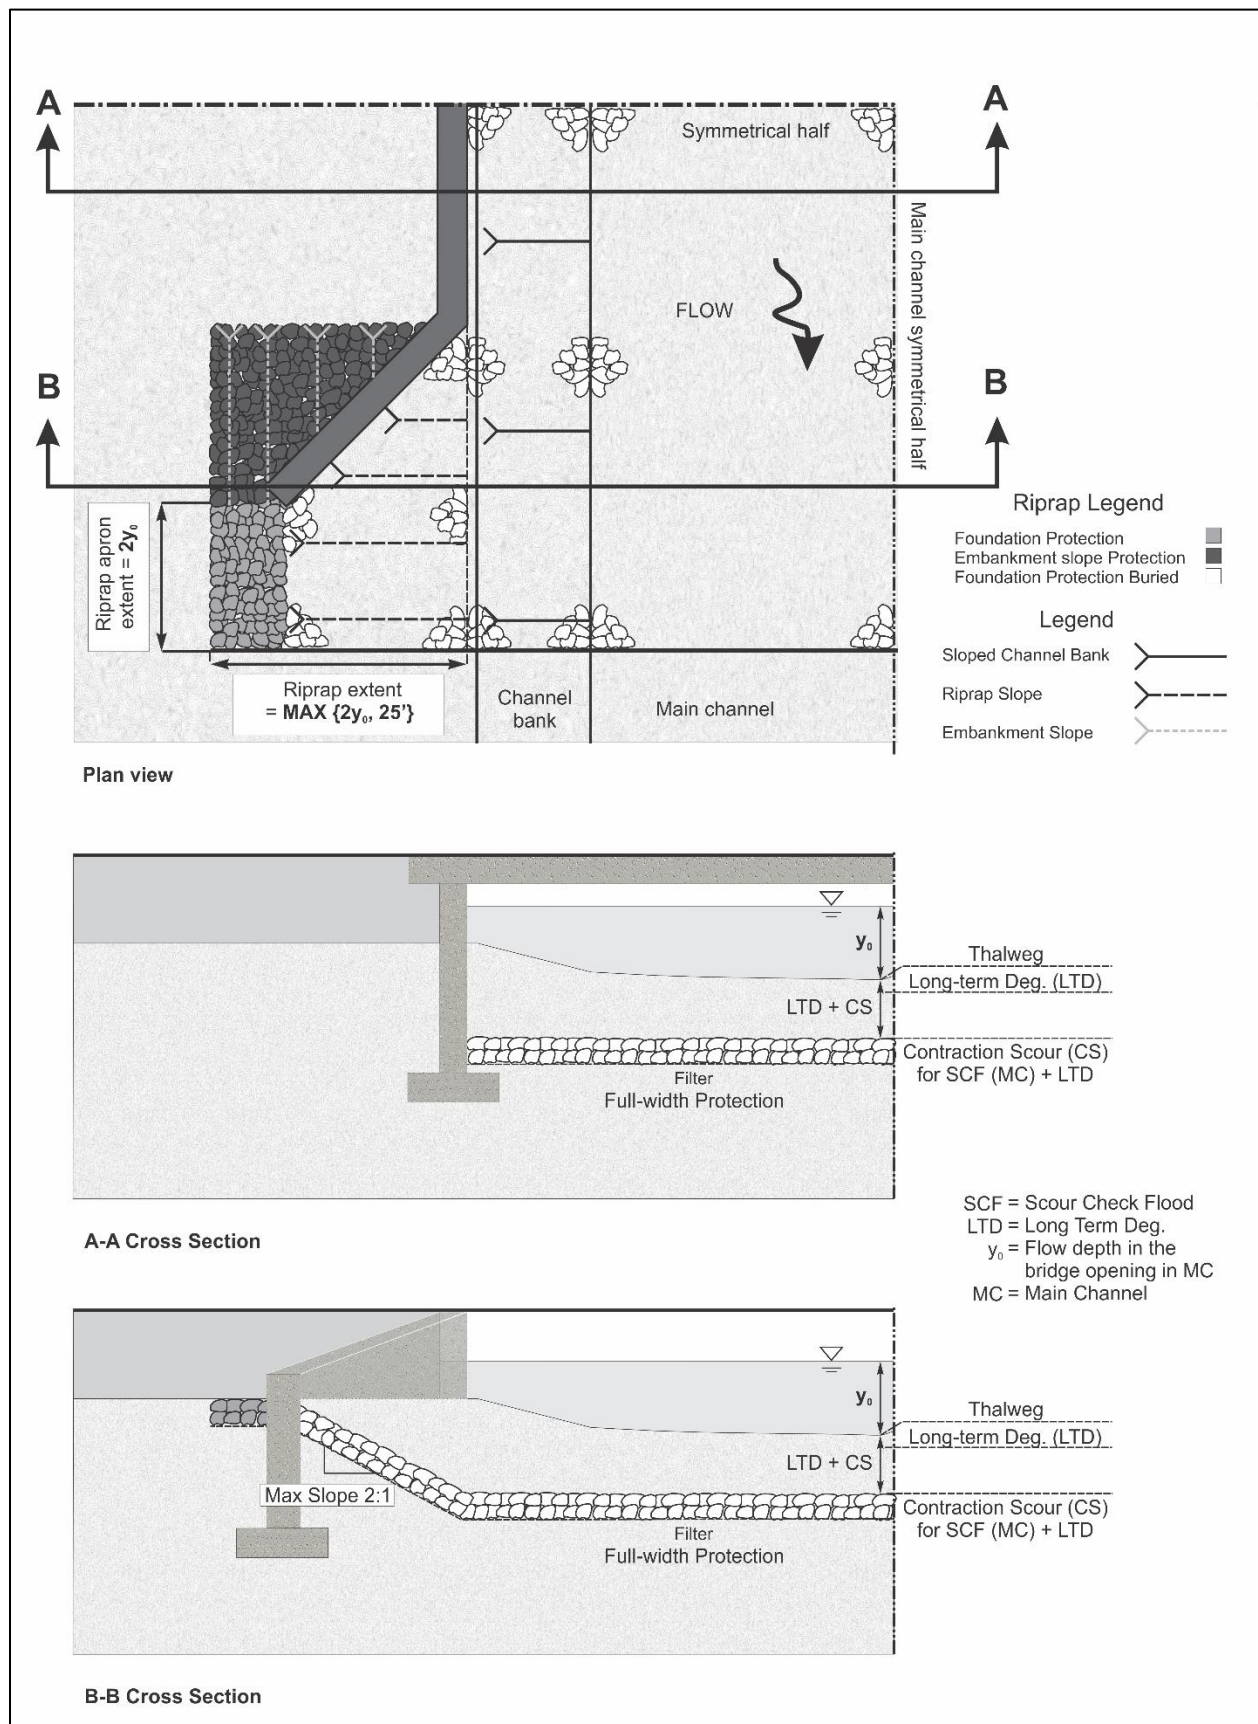 A
A
Symmetrical half
Main channel symmetrical half
FLOW
B
B
Riprap apron
extent = 2y₀
Riprap extent
= MAX {2y₀, 25'}
Channel
bank
Main channel
Riprap Legend
Foundation Protection
Embankment slope Protection
Foundation Protection Buried
Legend
Sloped Channel Bank
Riprap Slope
Embankment Slope
Plan view
y₀
Thalweg
Long-term Deg. (LTD)
LTD + CS
Contraction Scour (CS)
for SCF (MC) + LTD
Filter
Full-width Protection
A-A Cross Section
SCF = Scour Check Flood
LTD = Long Term Deg.
y₀ = Flow depth in the
bridge opening in MC
MC = Main Channel
y₀
Thalweg
Long-term Deg. (LTD)
LTD + CS
Max Slope 2:1
Contraction Scour (CS)
for SCF (MC) + LTD
Filter
Full-width Protection
B-B Cross Section